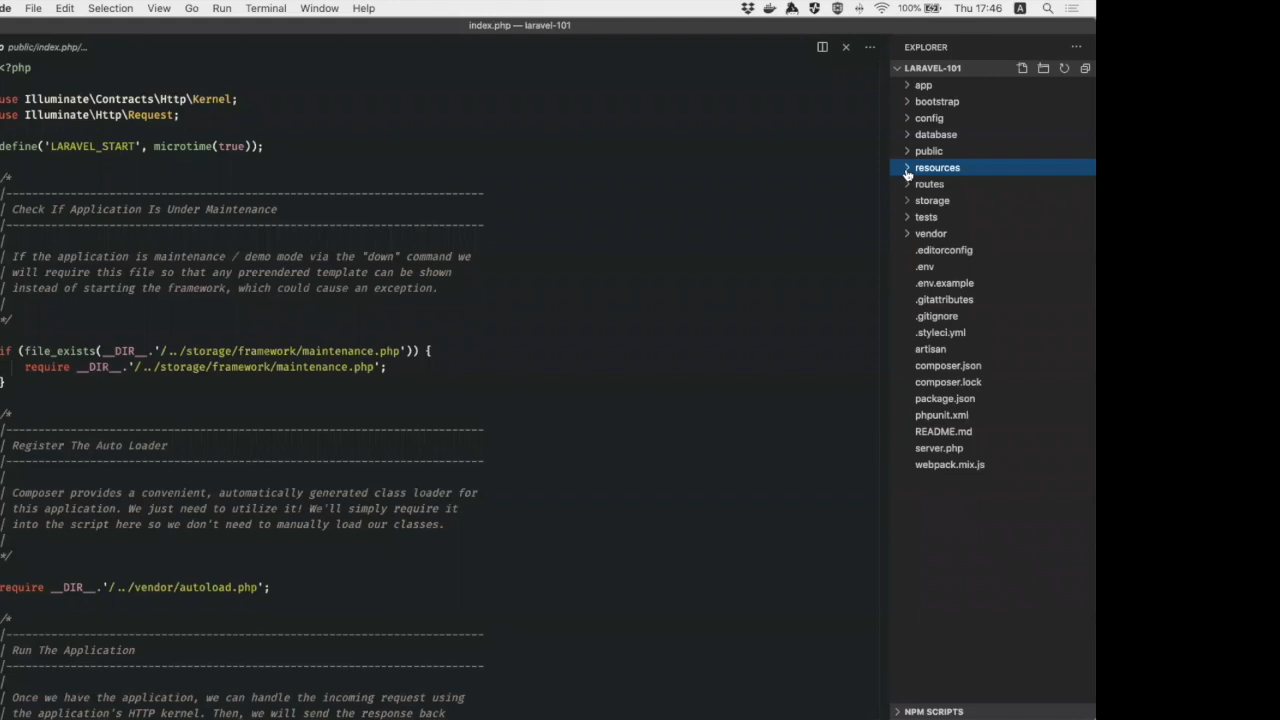 de File Edit Selection View Go Run Terminal Window Help 100% Thu 17:46 A
index.php — laravel-101
public/index.php/...
<?php
use Illuminate\Contracts\Http\Kernel;
use Illuminate\Http\Request;
define('LARAVEL_START', microtime(true));
/*
|--------------------------------------------------------------------------
| Check If Application Is Under Maintenance
|--------------------------------------------------------------------------
|
| If the application is maintenance / demo mode via the "down" command we
| will require this file so that any prerendered template can be shown
| instead of starting the framework, which could cause an exception.
|
*/
if (file_exists(__DIR__.'/../storage/framework/maintenance.php')) {
require __DIR__.'/../storage/framework/maintenance.php';
}
/*
|--------------------------------------------------------------------------
| Register The Auto Loader
|--------------------------------------------------------------------------
|
| Composer provides a convenient, automatically generated class loader for
| this application. We just need to utilize it! We'll simply require it
| into the script here so we don't need to manually load our classes.
|
*/
require __DIR__.'/../vendor/autoload.php';
/*
|--------------------------------------------------------------------------
| Run The Application
|--------------------------------------------------------------------------
|
| Once we have the application, we can handle the incoming request using
| the application's HTTP kernel. Then, we will send the response back
EXPLORER
LARAVEL-101
app
bootstrap
config
database
public
resources
routes
storage
tests
vendor
.editorconfig
.env
.env.example
.gitattributes
.gitignore
.styleci.yml
artisan
composer.json
composer.lock
package.json
phpunit.xml
README.md
server.php
webpack.mix.js
NPM SCRIPTS